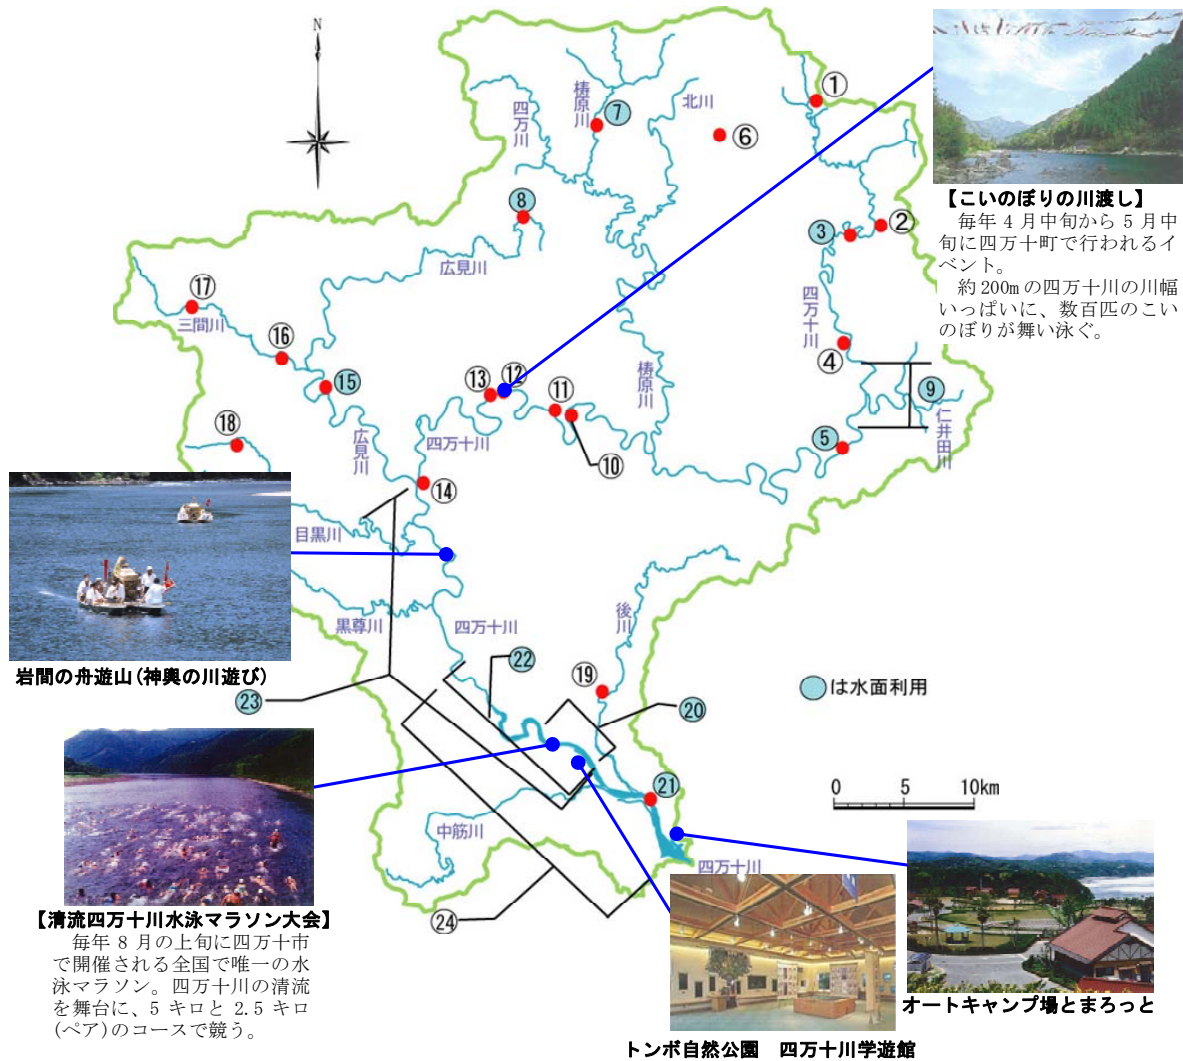 N
①
⑦
⑥
⑧
②
③
④
⑨
⑤
⑰
⑯
⑮
⑱
⑬
⑫
⑪
⑩
⑭
⑲
⑳
㉒
㉓
㉑
㉔
四万川
梼原川
北川
広見川
三間川
四万十川
梼原川
仁井田川
広見川
四万十川
目黒川
黒尊川
四万十川
後川
中筋川
四万十川
【こいのぼりの川渡し】
毎年 4 月中旬から 5 月中
旬に四万十町で行われるイ
ベント。
約 200m の四万十川の川幅
いっぱいに、数百匹のこい
のぼりが舞い泳ぐ。
岩間の舟遊山(神輿の川遊び)
は水面利用
0 5 10km
【清流四万十川水泳マラソン大会】
毎年 8 月の上旬に四万十市
で開催される全国で唯一の水
泳マラソン。四万十川の清流
を舞台に、5 キロと 2.5 キロ
(ペア)のコースで競う。
オートキャンプ場とまろっと
トンボ自然公園　四万十川学遊館